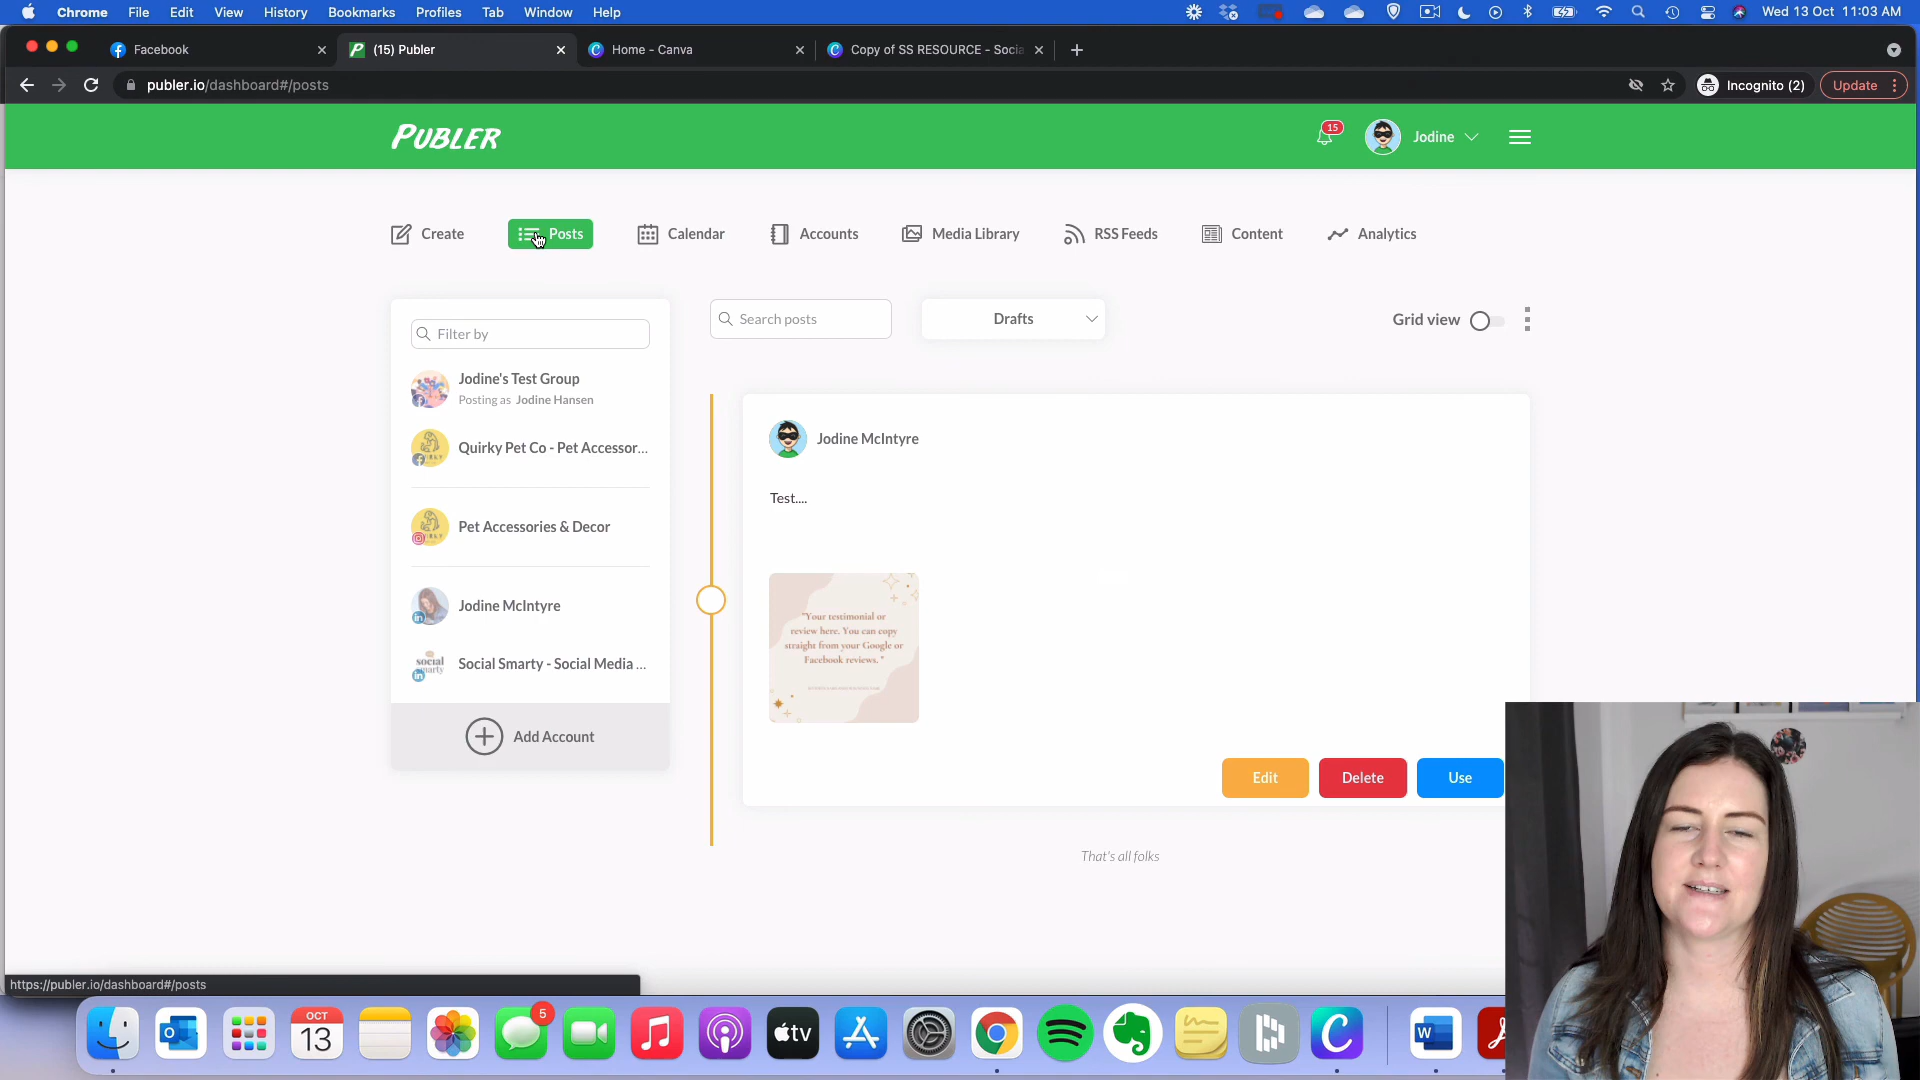 Chrome File Edit View History Bookmarks Profiles Tab Window Help
Wed 13 Oct 11:03 AM
Facebook
(15) Publer
Home - Canva
Copy of SS RESOURCE - Socia
publer.io/dashboard#/posts
Incognito (2)
Update
PUBLER
15
Jodine
Create
Posts
Calendar
Accounts
Media Library
RSS Feeds
Content
Analytics
Filter by
Search posts
Drafts
Grid view
Jodine's Test Group
Posting as Jodine Hansen
Quirky Pet Co - Pet Accessor...
Pet Accessories & Decor
Jodine McIntyre
social smarty
Social Smarty - Social Media ...
Add Account
Jodine McIntyre
Test....
"Your testimonial or
review here. You can copy
straight from your Google or
Facebook reviews. "
Edit
Delete
Use
That's all folks
https://publer.io/dashboard#/posts
OCT
13
5
tv
W